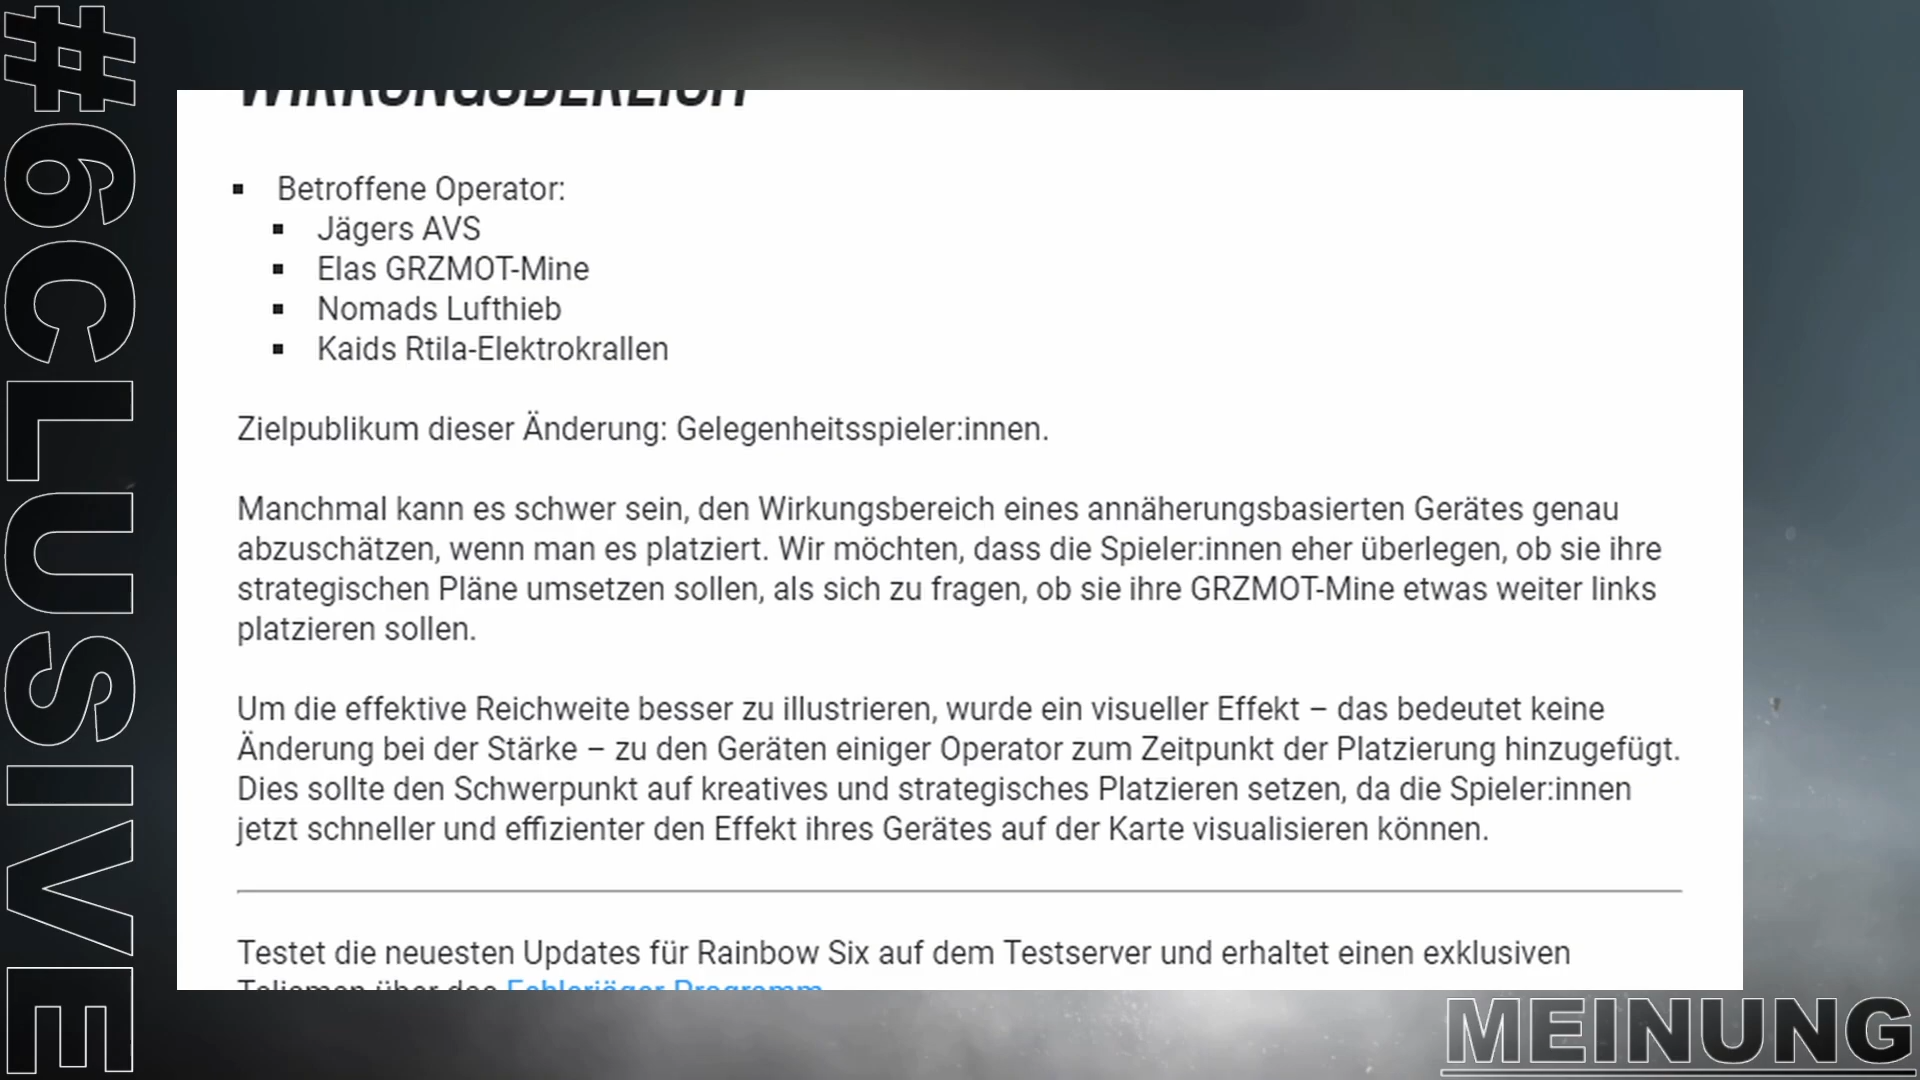 #6CLUSIVE
WIRKUNGSBEREICH
▪ Betroffene Operator:
▪ Jägers AVS
▪ Elas GRZMOT-Mine
▪ Nomads Lufthieb
▪ Kaids Rtila-Elektrokrallen
Zielpublikum dieser Änderung: Gelegenheitsspieler:innen.
Manchmal kann es schwer sein, den Wirkungsbereich eines annäherungsbasierten Gerätes genau
abzuschätzen, wenn man es platziert. Wir möchten, dass die Spieler:innen eher überlegen, ob sie ihre
strategischen Pläne umsetzen sollen, als sich zu fragen, ob sie ihre GRZMOT-Mine etwas weiter links
platzieren sollen.
Um die effektive Reichweite besser zu illustrieren, wurde ein visueller Effekt – das bedeutet keine
Änderung bei der Stärke – zu den Geräten einiger Operator zum Zeitpunkt der Platzierung hinzugefügt.
Dies sollte den Schwerpunkt auf kreatives und strategisches Platzieren setzen, da die Spieler:innen
jetzt schneller und effizienter den Effekt ihres Gerätes auf der Karte visualisieren können.
Testet die neuesten Updates für Rainbow Six auf dem Testserver und erhaltet einen exklusiven
Talisman über das Fehlerjäger-Programm
MEINUNG